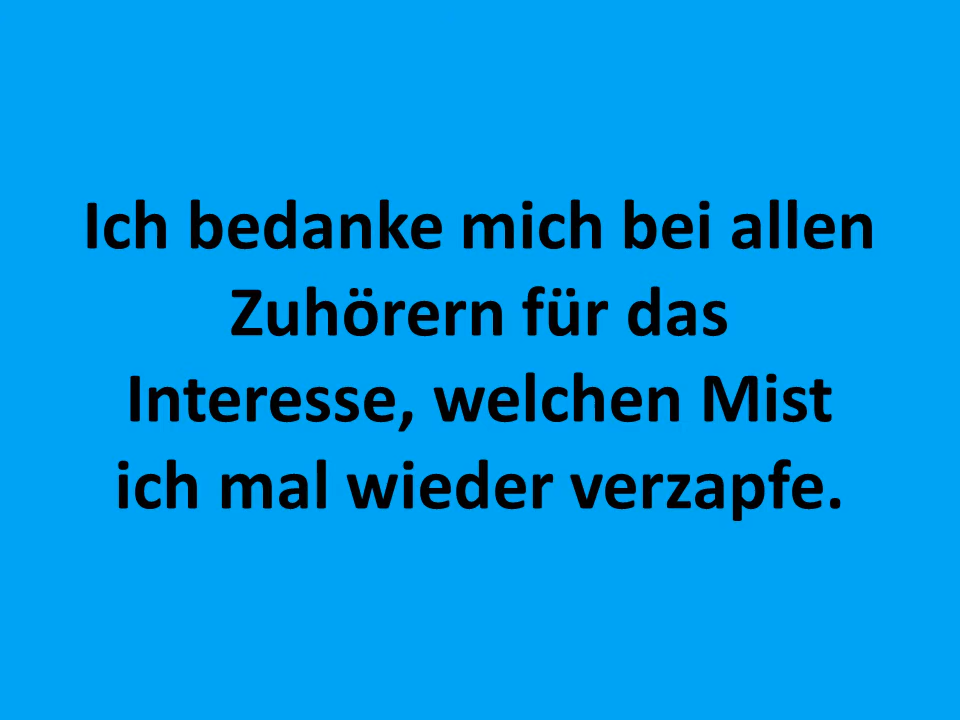 Ich bedanke mich bei allen
Zuhörern für das
Interesse, welchen Mist
ich mal wieder verzapfe.